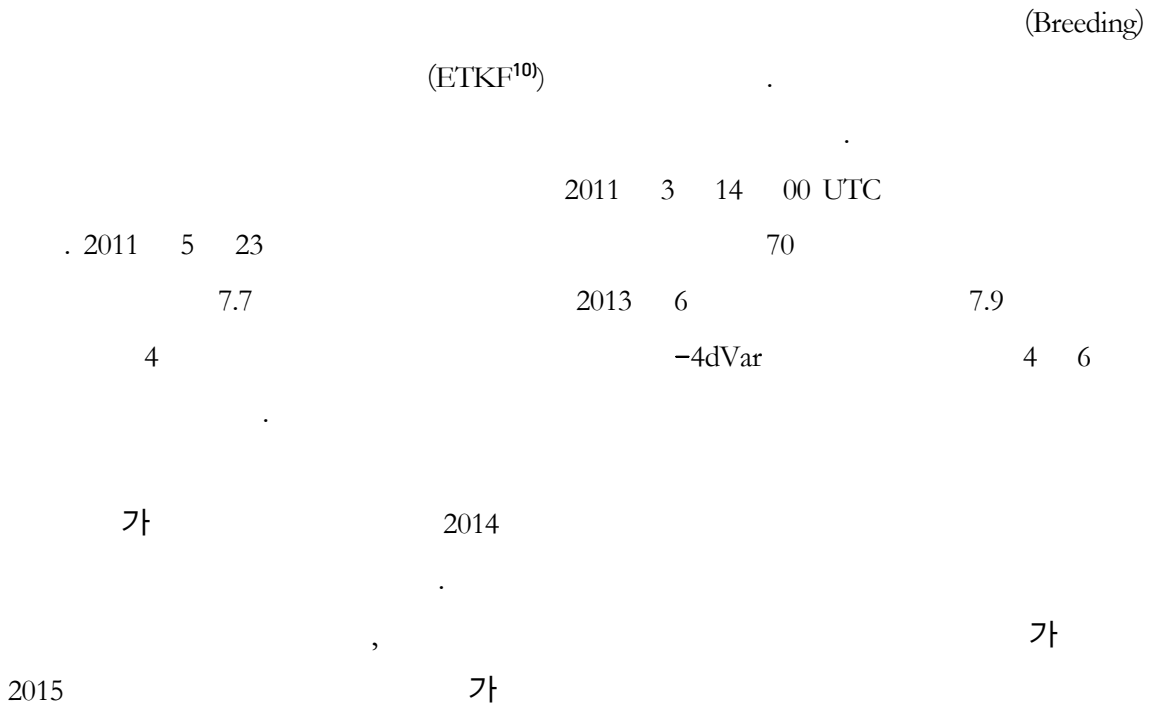 (Breeding)
(ETKF10)) .
.
2011 3 14 00 UTC
. 2011 5 23 70
7.7 2013 6 7.9
4 -4dVar 4 6
.
가 2014
.
, 가
2015 가